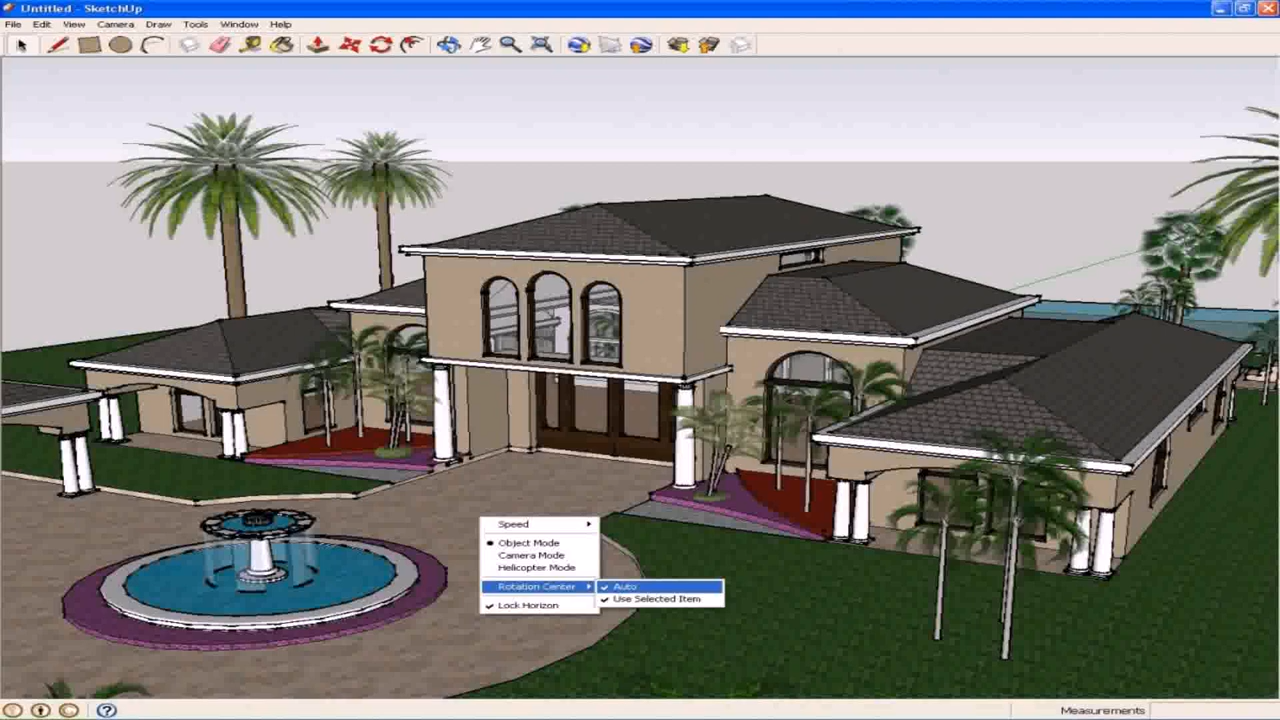 Untitled - SketchUp
File Edit View Camera Draw Tools Window Help
Speed
Object Mode
Camera Mode
Helicopter Mode
Rotation Center
Auto
Use Selected Item
Lock Horizon
Measurements